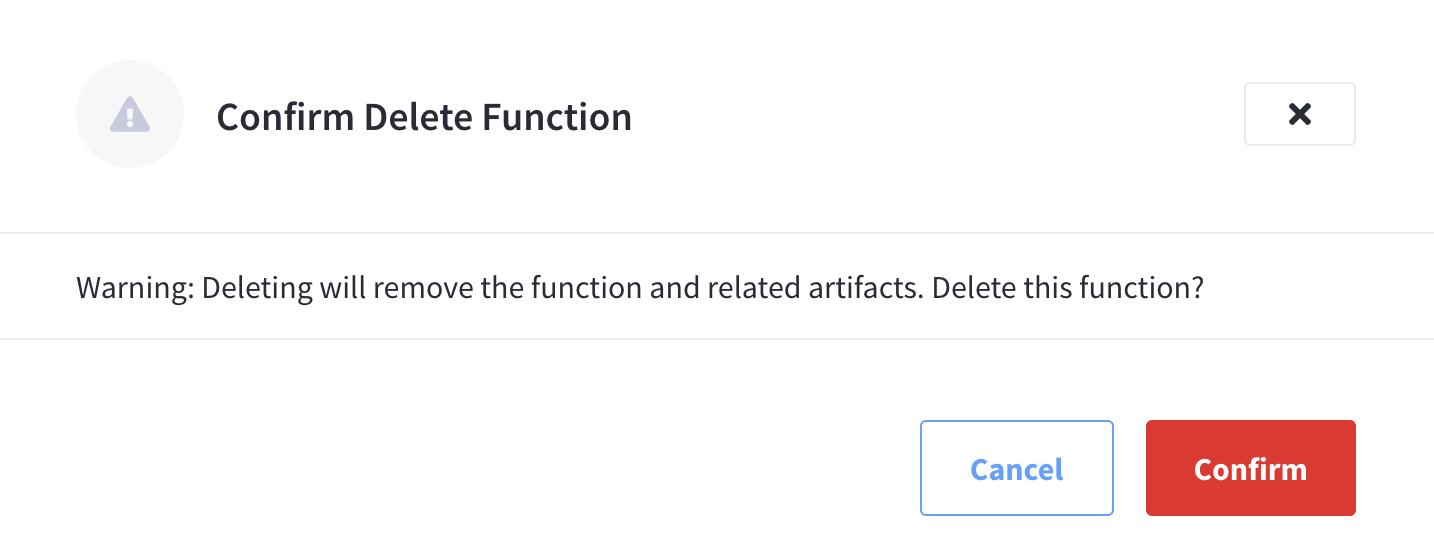 Confirm Delete Function
Warning: Deleting will remove the function and related artifacts. Delete this function?
Cancel
Confirm